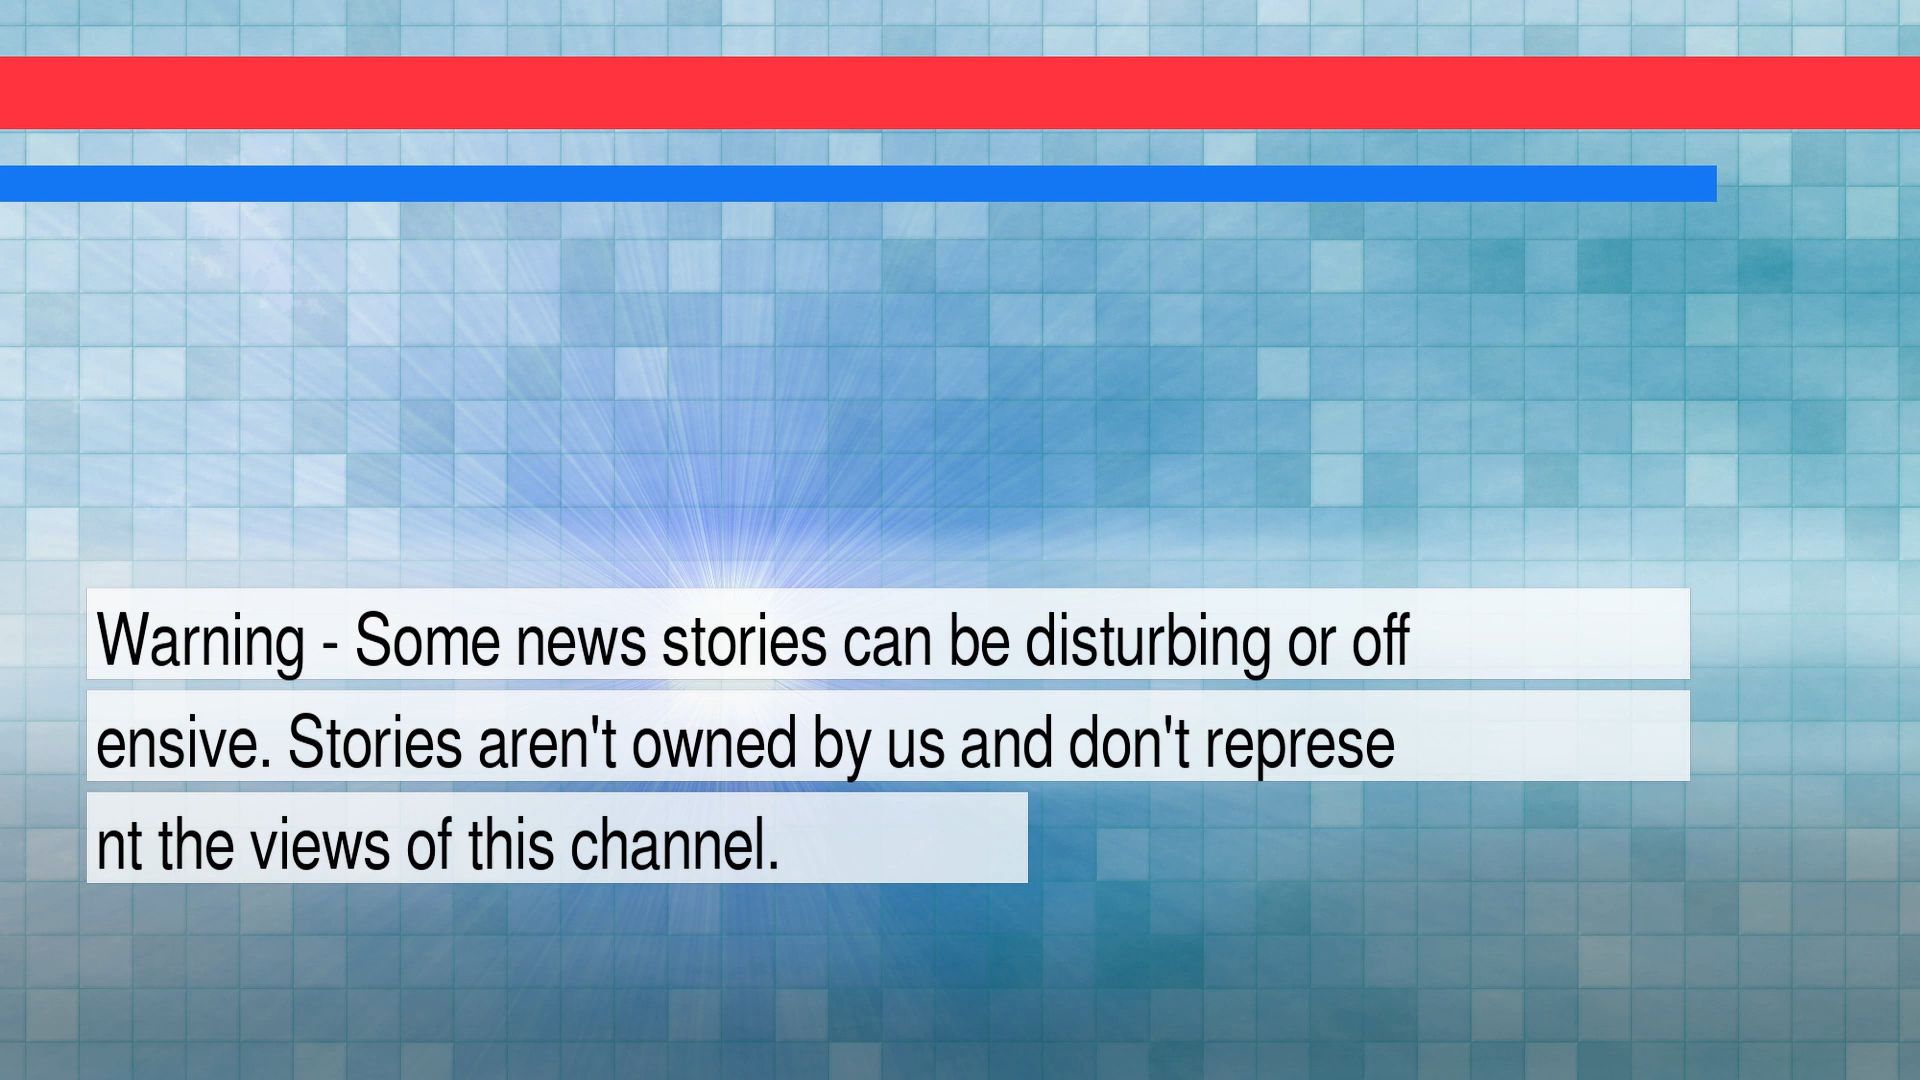 Warning - Some news stories can be disturbing or off
ensive. Stories aren't owned by us and don't represe
nt the views of this channel.